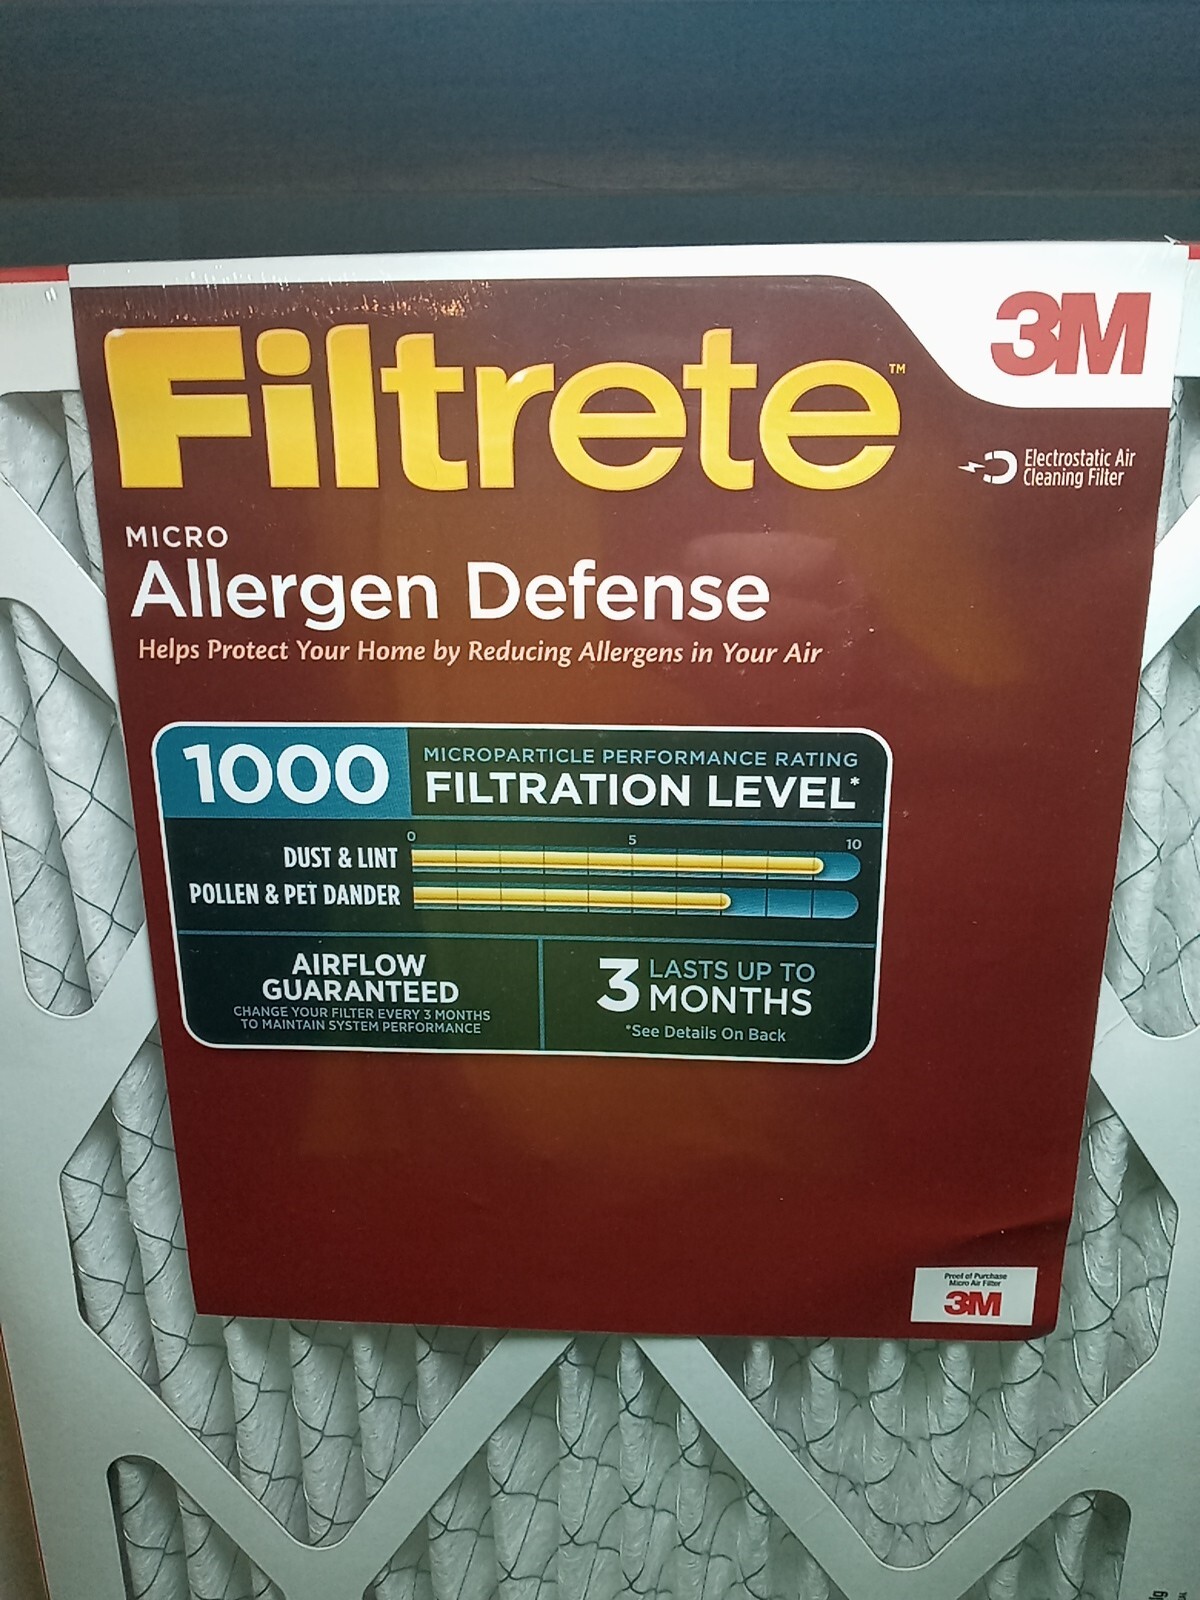 Filtrete™
3M
Electrostatic Air
Cleaning Filter
MICRO
Allergen Defense
Helps Protect Your Home by Reducing Allergens in Your Air
1000
MICROPARTICLE PERFORMANCE RATING
FILTRATION LEVEL*
0 5 10
DUST & LINT
POLLEN & PET DANDER
AIRFLOW
GUARANTEED
CHANGE YOUR FILTER EVERY 3 MONTHS
TO MAINTAIN SYSTEM PERFORMANCE
3 LASTS UP TO
MONTHS
*See Details On Back
Proof of Purchase
Micro Air Filter
3M